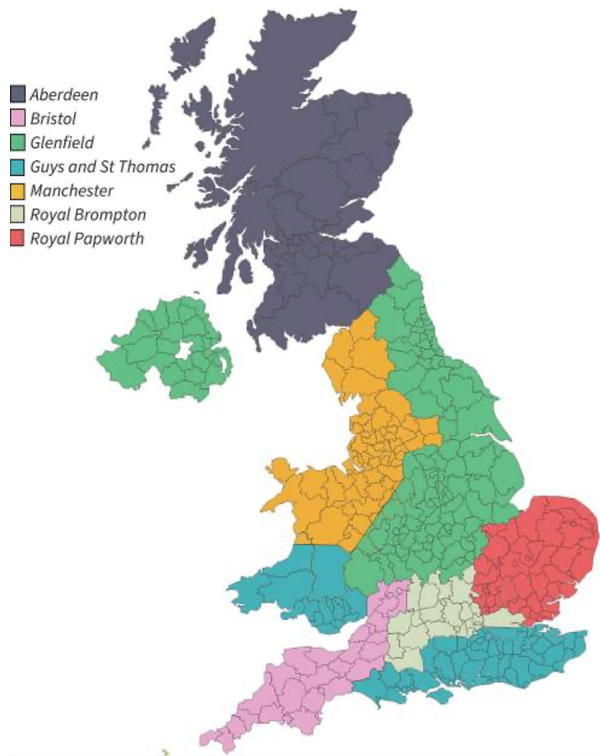 Aberdeen
Bristol
Glenfield
Guys and St Thomas
Manchester
Royal Brompton
Royal Papworth